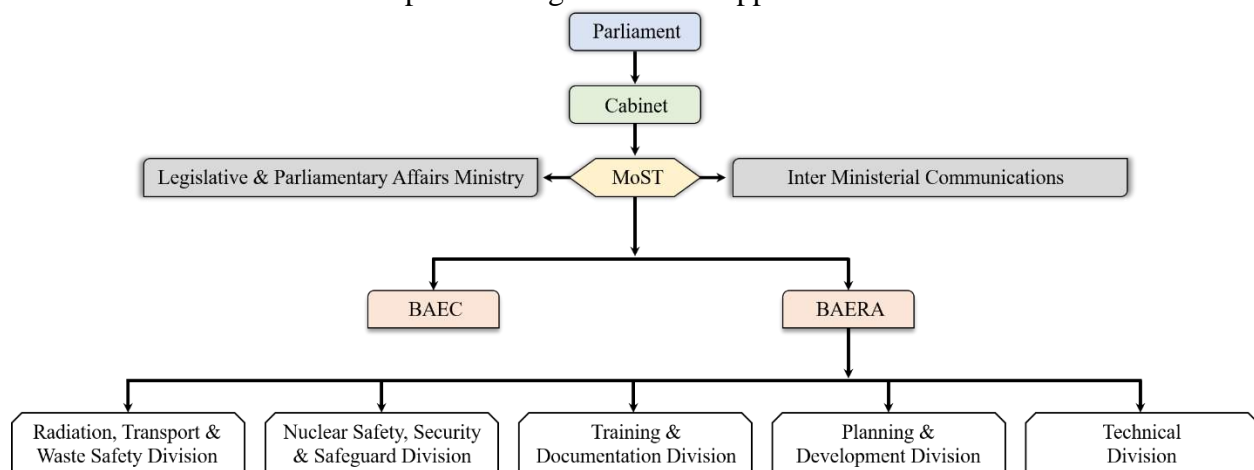 Parliament
Cabinet
Legislative & Parliamentary Affairs Ministry
MoST
Inter Ministerial Communications
BAEC
BAERA
Radiation, Transport &
Waste Safety Division
Nuclear Safety, Security
& Safeguard Division
Training &
Documentation Division
Planning &
Development Division
Technical
Division